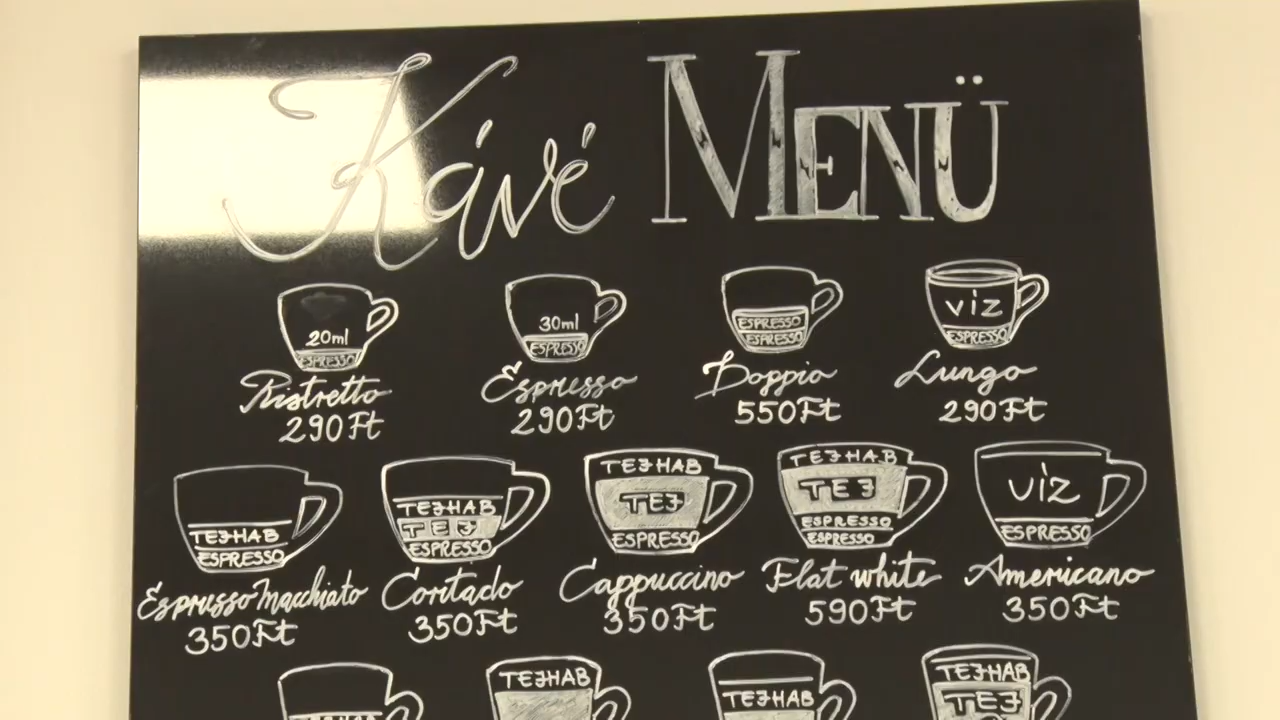 Kávé MENÜ
20ml 30ml ESPRESSO viz
ESPRESSO ESPRESSO ESPRESSO ESPRESSO
Ristretto Espresso Doppio Lungo
290Ft 290Ft 550Ft 290Ft
TEJHAB TEJHAB
TEJHAB TEJHAB TEJ TEJ víz
TEJ ESPRESSO
ESPRESSO ESPRESSO ESPRESSO ESPRESSO ESPRESSO
Espresso Macchiato Cortado Cappuccino Flat white Americano
350Ft 350Ft 350Ft 590Ft 350Ft
TEJHAB TEJHAB TEJHAB
TEJ